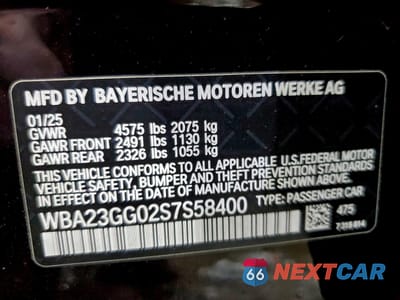 MFD BY BAYERISCHE MOTOREN WERKE AG
01/25
GVWR 4575 lbs 2075 kg
GAWR FRONT 2491 lbs 1130 kg
GAWR REAR 2326 lbs 1055 kg
THIS VEHICLE CONFORMS TO ALL APPLICABLE
U.S.FEDERAL MOTOR
VEHICLE SAFETY, BUMPER, AND THEFT PREVENTION
STANDARDS IN EFFECT ON THE DATE OF
MANUFACTURE SHOWN ABOVE.
WBA23GG02S7S58400 TYPE: PASSENGER CAR
475
66 NEXTCAR